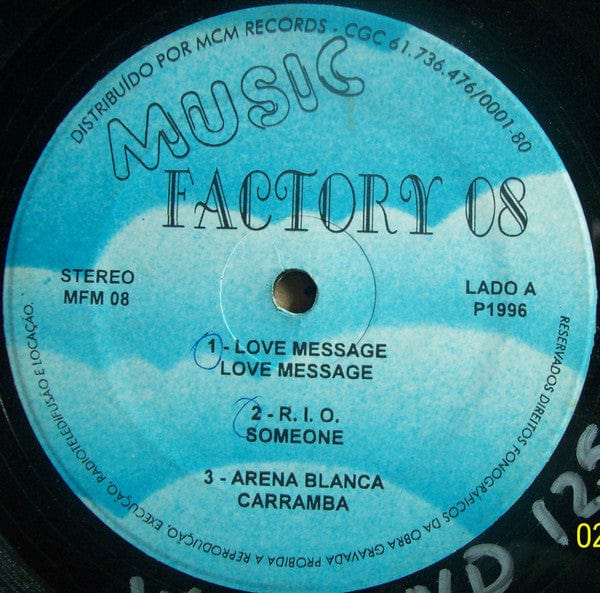 DISTRIBUÍDO POR MCM RECORDS - CGC 61.736.476/0001-80
MUSIC
FACTORY 08
STEREO
MFM 08
LADO A
P1996
1 - LOVE MESSAGE
LOVE MESSAGE
2 - R. I. O.
SOMEONE
3 - ARENA BLANCA
CARRAMBA
RESERVADOS DIREITOS FONOGRÁFICOS DA OBRA GRAVADA PROBIDA A REPRODUÇÃO, EXECUÇÃO, RADIOTELEDIFUSÃO E LOCAÇÃO.
02